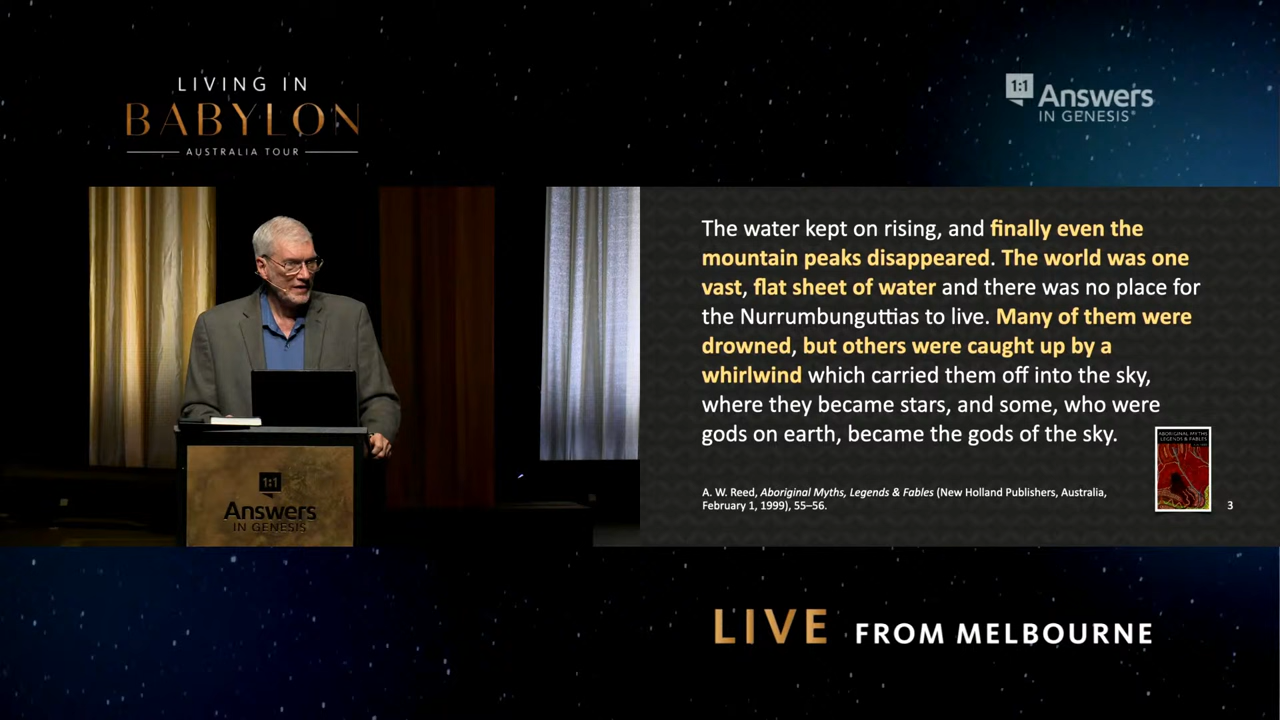 LIVING IN
BABYLON
AUSTRALIA TOUR
1:1
Answers
IN GENESIS®
The water kept on rising, and finally even the
mountain peaks disappeared. The world was one
vast, flat sheet of water and there was no place for
the Nurrumbunguttias to live. Many of them were
drowned, but others were caught up by a
whirlwind which carried them off into the sky,
where they became stars, and some, who were
gods on earth, became the gods of the sky.
A. W. Reed, Aboriginal Myths, Legends & Fables (New Holland Publishers, Australia,
February 1, 1999), 55–56.
ABORIGINAL MYTHS
LEGENDS & FABLES
3
1:1
Answers
IN GENESIS
LIVE FROM MELBOURNE